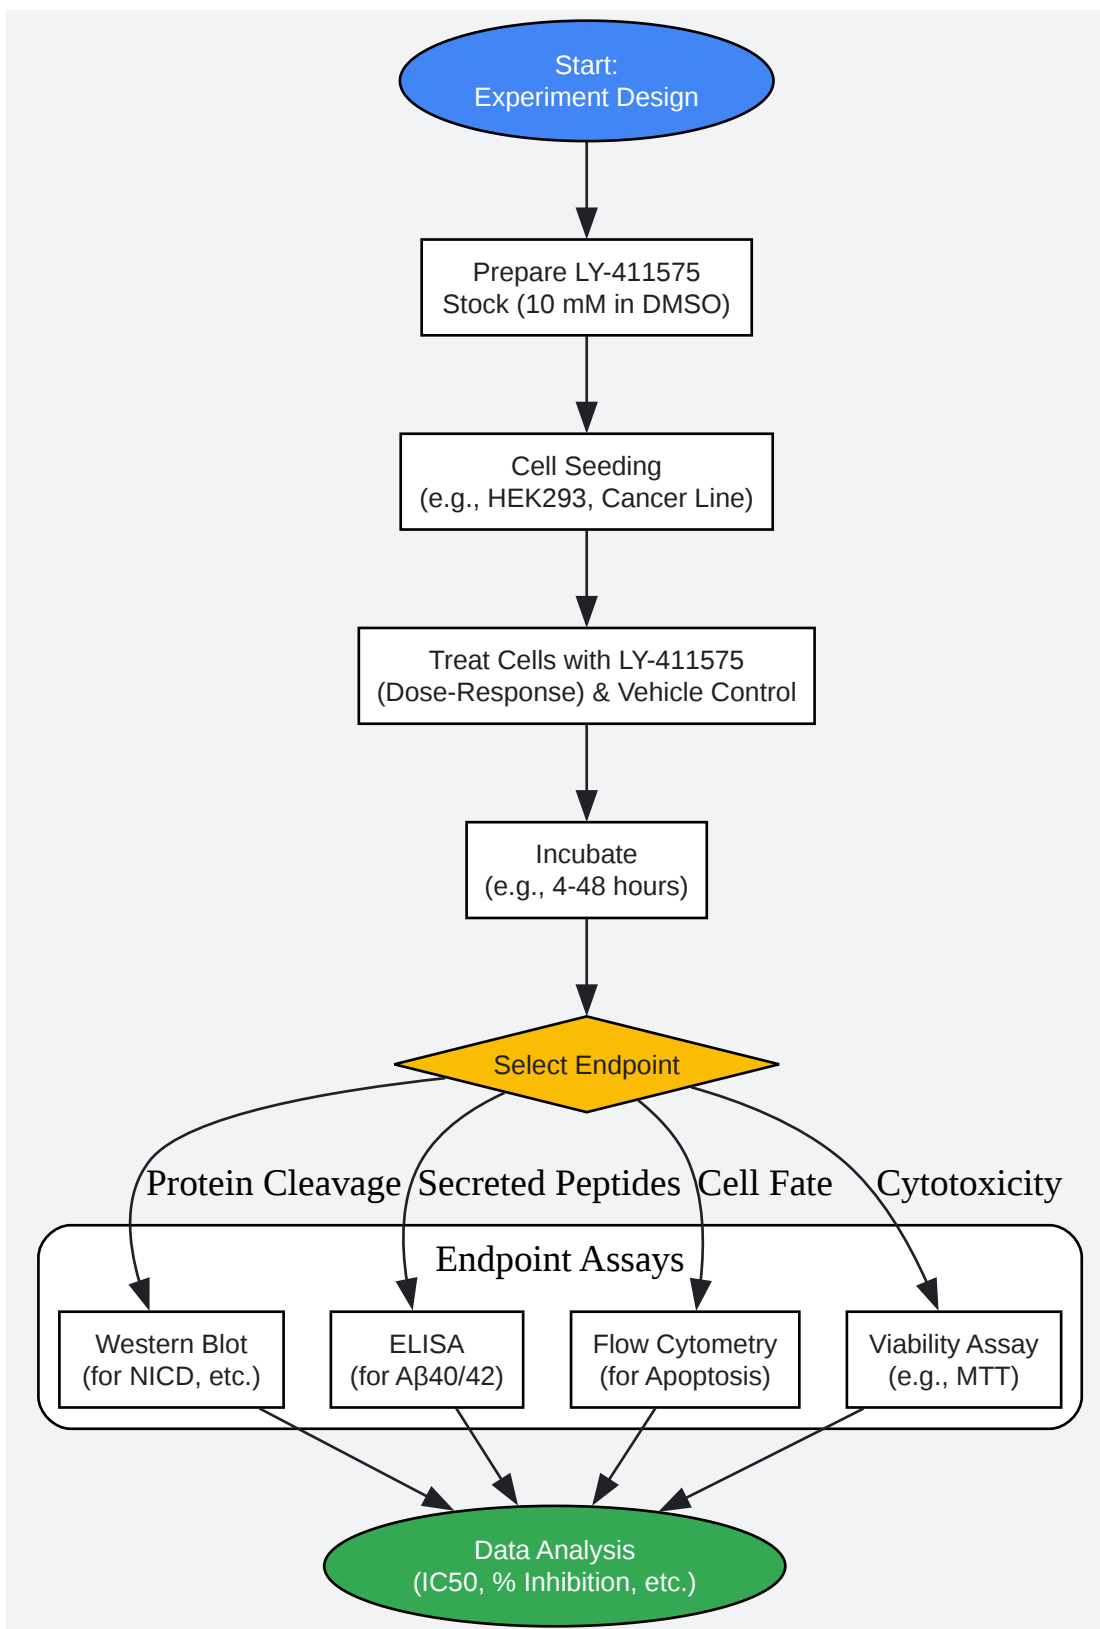 Start:
Experiment Design
Prepare LY-411575
Stock (10 mM in DMSO)
Cell Seeding
(e.g., HEK293, Cancer Line)
Treat Cells with LY-411575
(Dose-Response) & Vehicle Control
Incubate
(e.g., 4-48 hours)
Select Endpoint
Protein Cleavage
Secreted Peptides
Cell Fate
Cytotoxicity
Endpoint Assays
Western Blot
(for NICD, etc.)
ELISA
(for Aβ40/42)
Flow Cytometry
(for Apoptosis)
Viability Assay
(e.g., MTT)
Data Analysis
(IC50, % Inhibition, etc.)